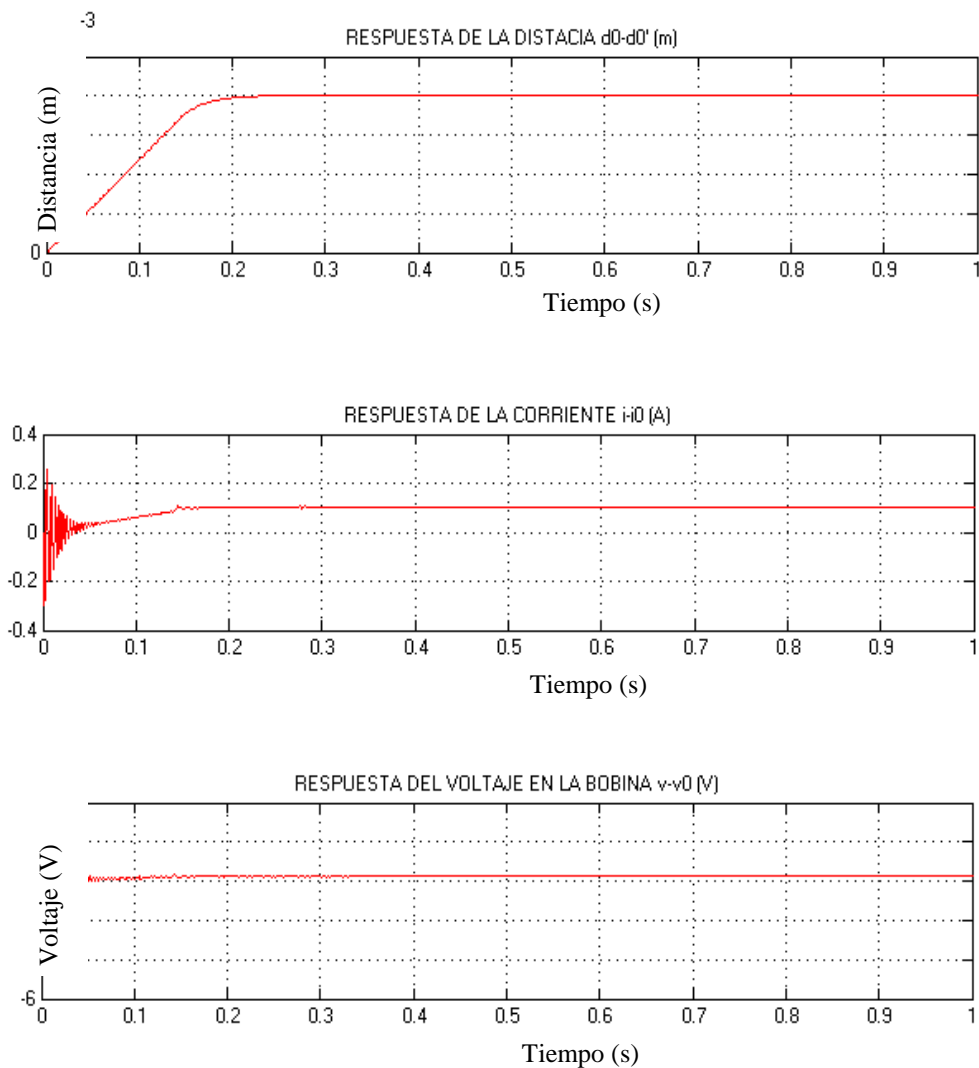 -3
RESPUESTA DE LA DISTACIA d0-d0' (m)
Distancia (m)
0
0 0.1 0.2 0.3 0.4 0.5 0.6 0.7 0.8 0.9 1
Tiempo (s)
RESPUESTA DE LA CORRIENTE i-i0 (A)
0.4
0.2
0
-0.2
-0.4
0 0.1 0.2 0.3 0.4 0.5 0.6 0.7 0.8 0.9 1
Tiempo (s)
RESPUESTA DEL VOLTAJE EN LA BOBINA v-v0 (V)
Voltaje (V)
-6
0 0.1 0.2 0.3 0.4 0.5 0.6 0.7 0.8 0.9 1
Tiempo (s)